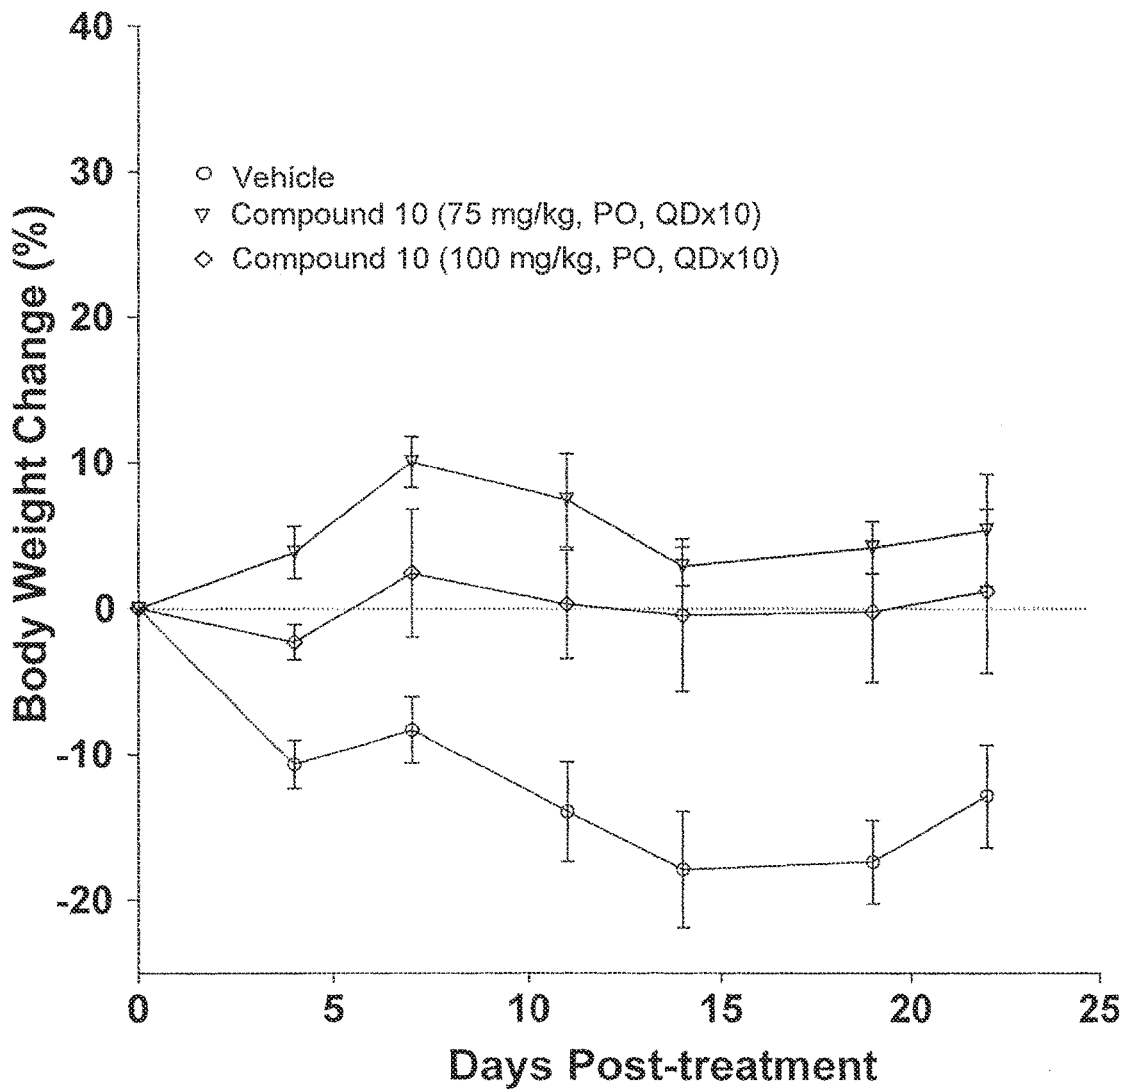 40
30
20
10
0
-10
-20
Body Weight Change (%)
Vehicle
Compound 10 (75 mg/kg, PO, QDx10)
Compound 10 (100 mg/kg, PO, QDx10)
0 5 10 15 20 25
Days Post-treatment